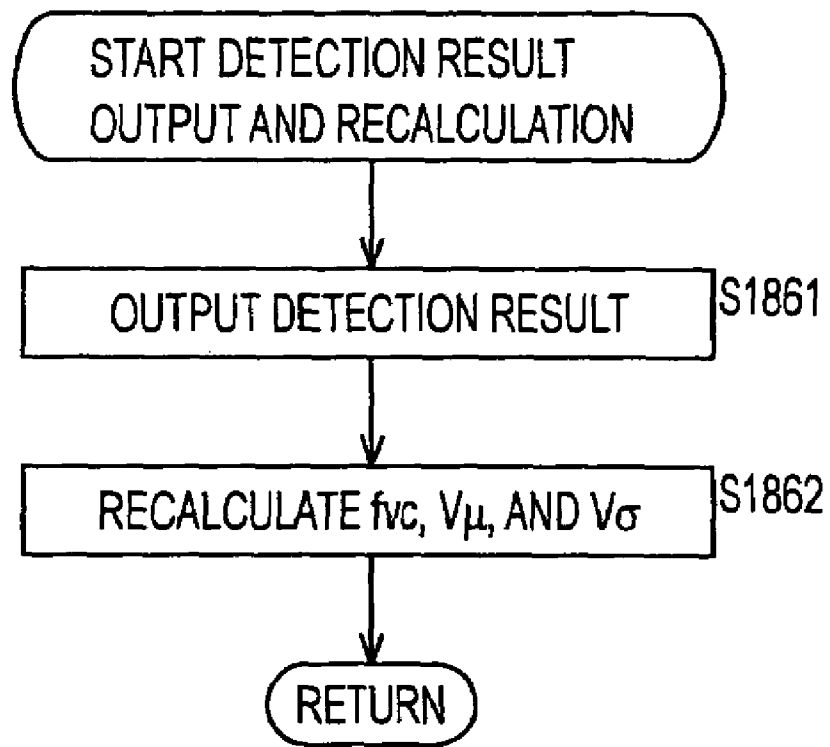 START DETECTION RESULT
OUTPUT AND RECALCULATION
OUTPUT DETECTION RESULT
S1861
RECALCULATE fvc, Vμ, AND Vσ
S1862
RETURN